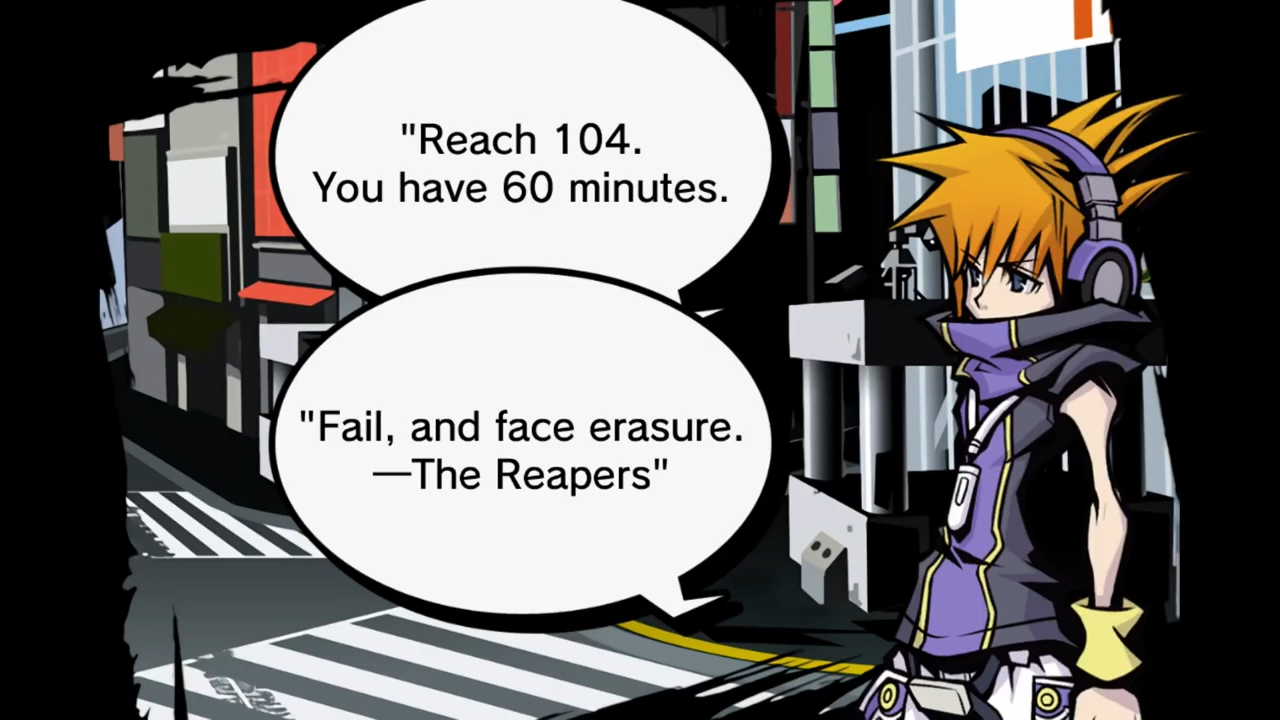 "Reach 104.
You have 60 minutes.
"Fail, and face erasure.
—The Reapers"